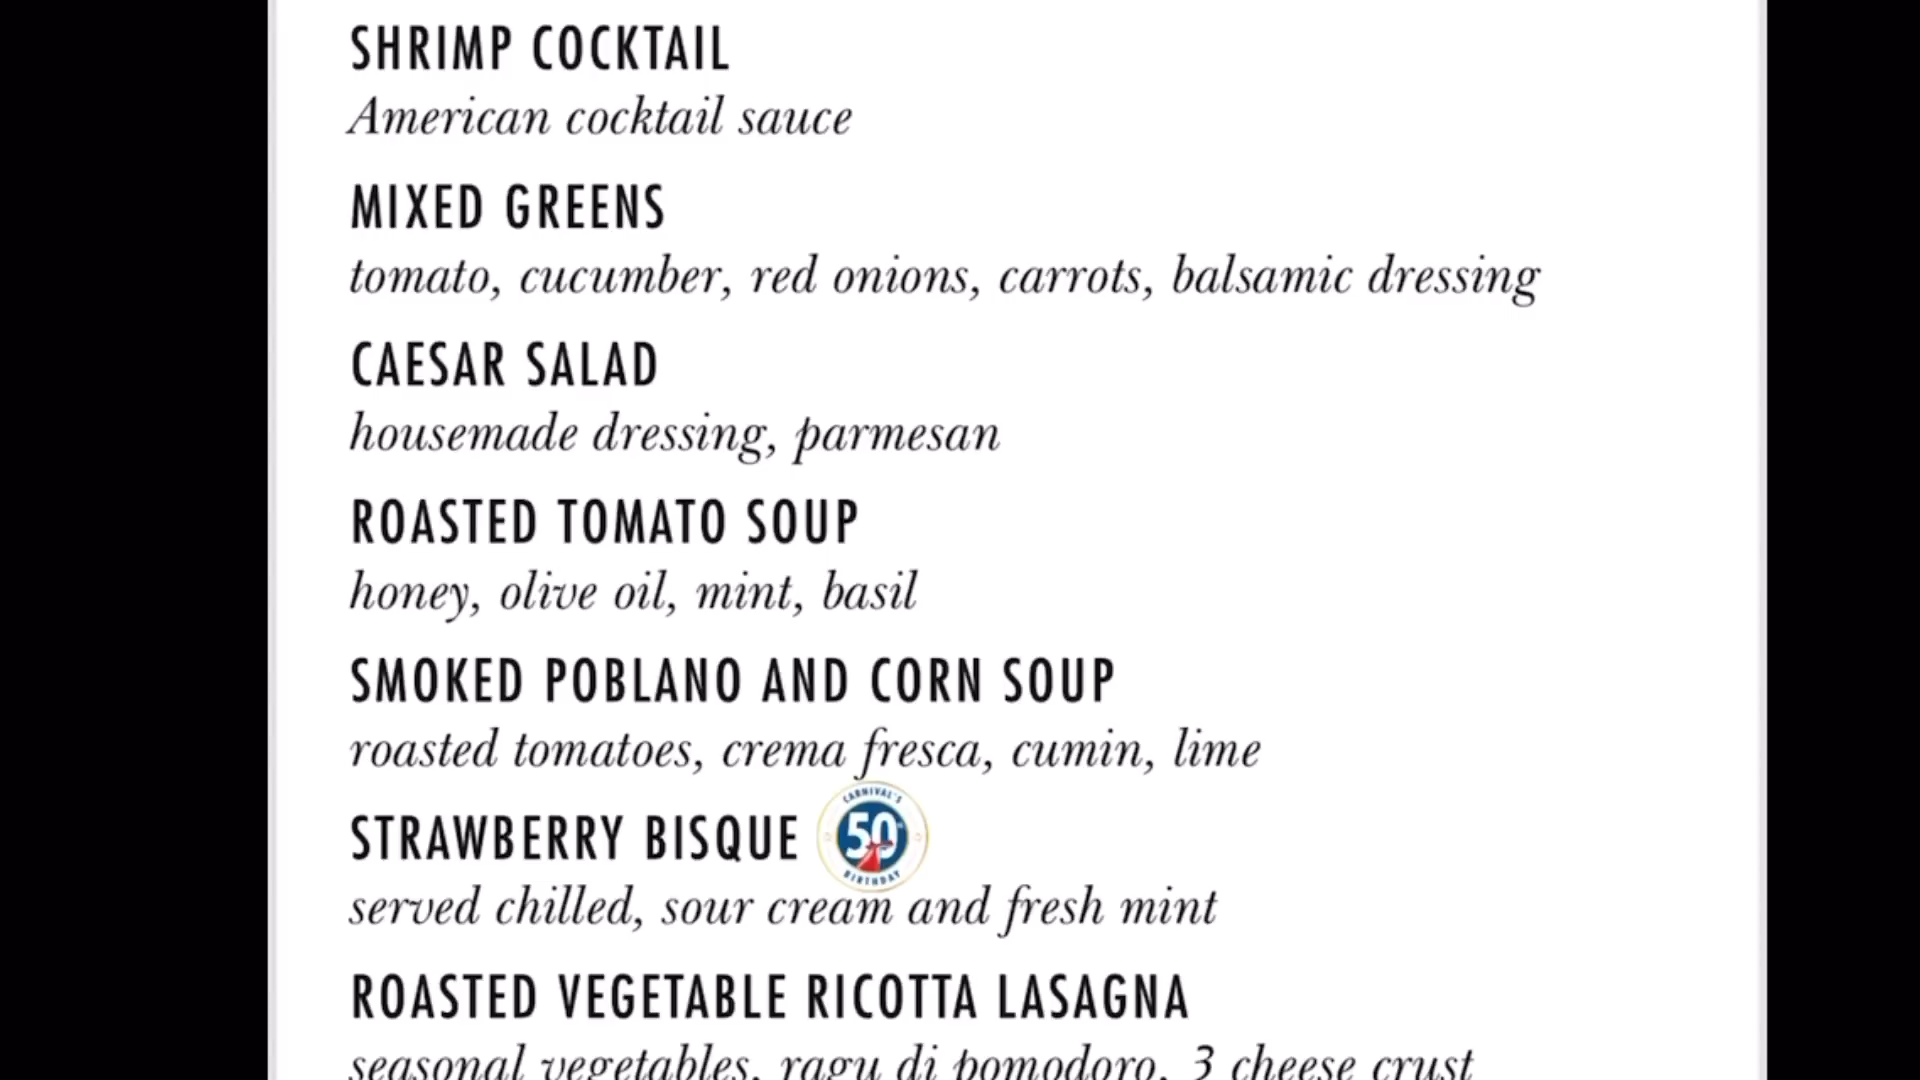 SHRIMP COCKTAIL
American cocktail sauce
MIXED GREENS
tomato, cucumber, red onions, carrots, balsamic dressing
CAESAR SALAD
housemade dressing, parmesan
ROASTED TOMATO SOUP
honey, olive oil, mint, basil
SMOKED POBLANO AND CORN SOUP
roasted tomatoes, crema fresca, cumin, lime
STRAWBERRY BISQUE
CARNIVAL'S
50
BIRTHDAY
served chilled, sour cream and fresh mint
ROASTED VEGETABLE RICOTTA LASAGNA
seasonal vegetables, ragu di pomodoro, 3 cheese crust